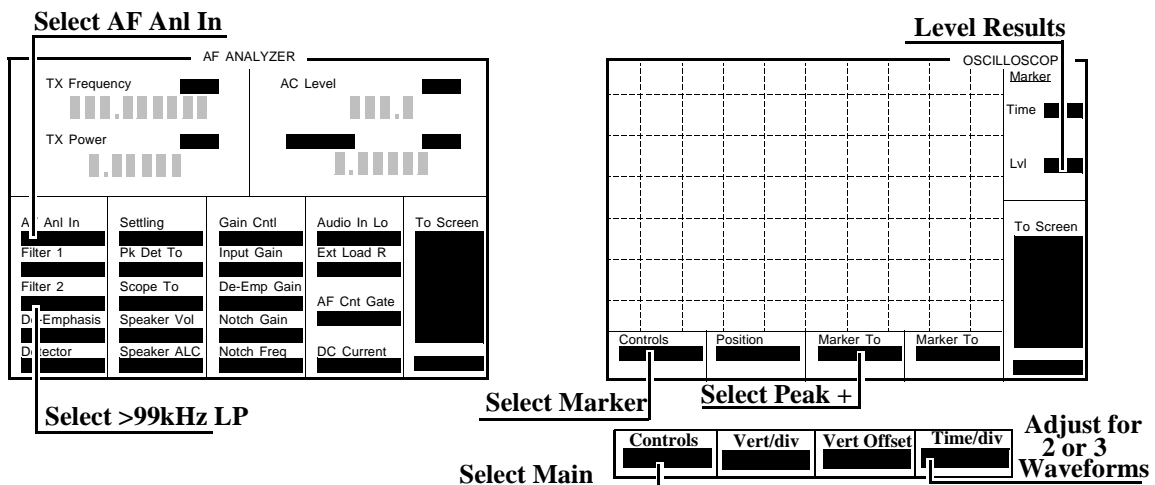 Select AF Anl In
AF ANALYZER
TX Frequency
AC Level
TX Power
AF Anl In
Settling
Gain Cntl
Audio In Lo
To Screen
Filter 1
Pk Det To
Input Gain
Ext Load R
Filter 2
Scope To
De-Emp Gain
AF Cnt Gate
De-Emphasis
Speaker Vol
Notch Gain
Detector
Speaker ALC
Notch Freq
DC Current
Select >99kHz LP
Level Results
OSCILLOSCOP
Marker
Time
Lvl
To Screen
Controls
Position
Marker To
Marker To
Select Marker
Select Peak +
Controls
Vert/div
Vert Offset
Time/div
Select Main
Adjust for
2 or 3
Waveforms